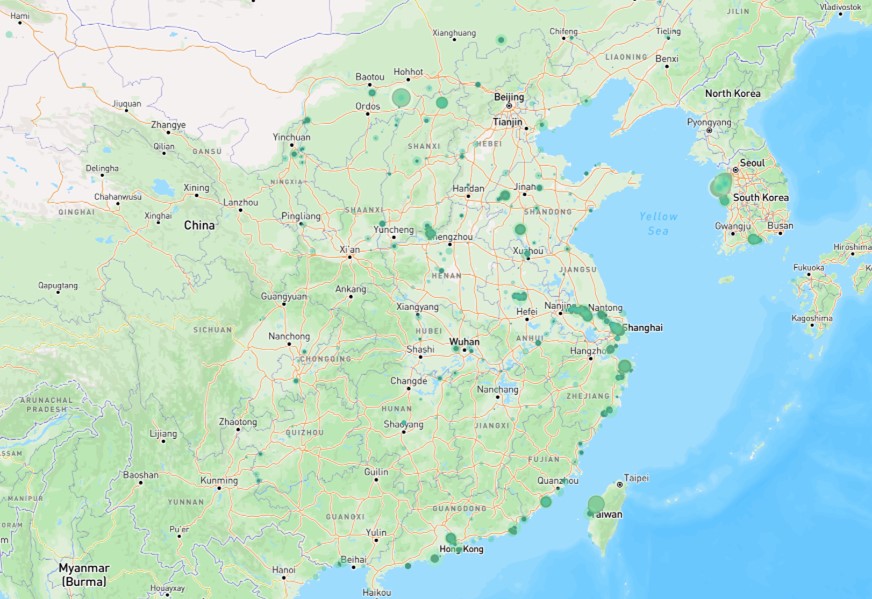 Hami
Xianghuang
Chifeng
Tieling
JILIN
Vladivostok
LIAONING
Benxi
Baotou
Hohhot
Beijing
Tianjin
North Korea
Pyongyang
Jiuquan
Ordos
Zhangye
Yinchuan
SHANXI
HEBEI
Qilian
GANSU
Seoul
Delingha
NINGXIA
Handan
Jinan
South Korea
Chahanwusu
Xining
Lanzhou
QINGHAI
Xinghai
China
Pingliang
SHAANXI
SHANDONG
Yellow
Sea
Gwangju
Busan
Yuncheng
Xi'an
Xuzhou
Hiroshima
Fukuoka
HENAN
JIANGSU
Qapugtang
Guangyuan
Ankang
Xiangyang
Hefei
Nantong
Kagoshima
SICHUAN
HUBEI
Shanghai
Nanchong
Shashi
Wuhan
ANHUI
CHONGQING
Changde
Nanchang
ZHEJIANG
ARUNACHAL
PRADESH
HUNAN
Zhaotong
Shaoyang
JIANGXI
Lijiang
GUIZHOU
FUJIAN
Baoshan
Kunming
Guilin
Quanzhou
Taipei
MANIPUR
YUNNAN
GUANGXI
GUANGDONG
Taiwan
Pu'er
Yulin
Hong Kong
Myanmar
(Burma)
Hanoi
Beihai
Houayxay
Haikou